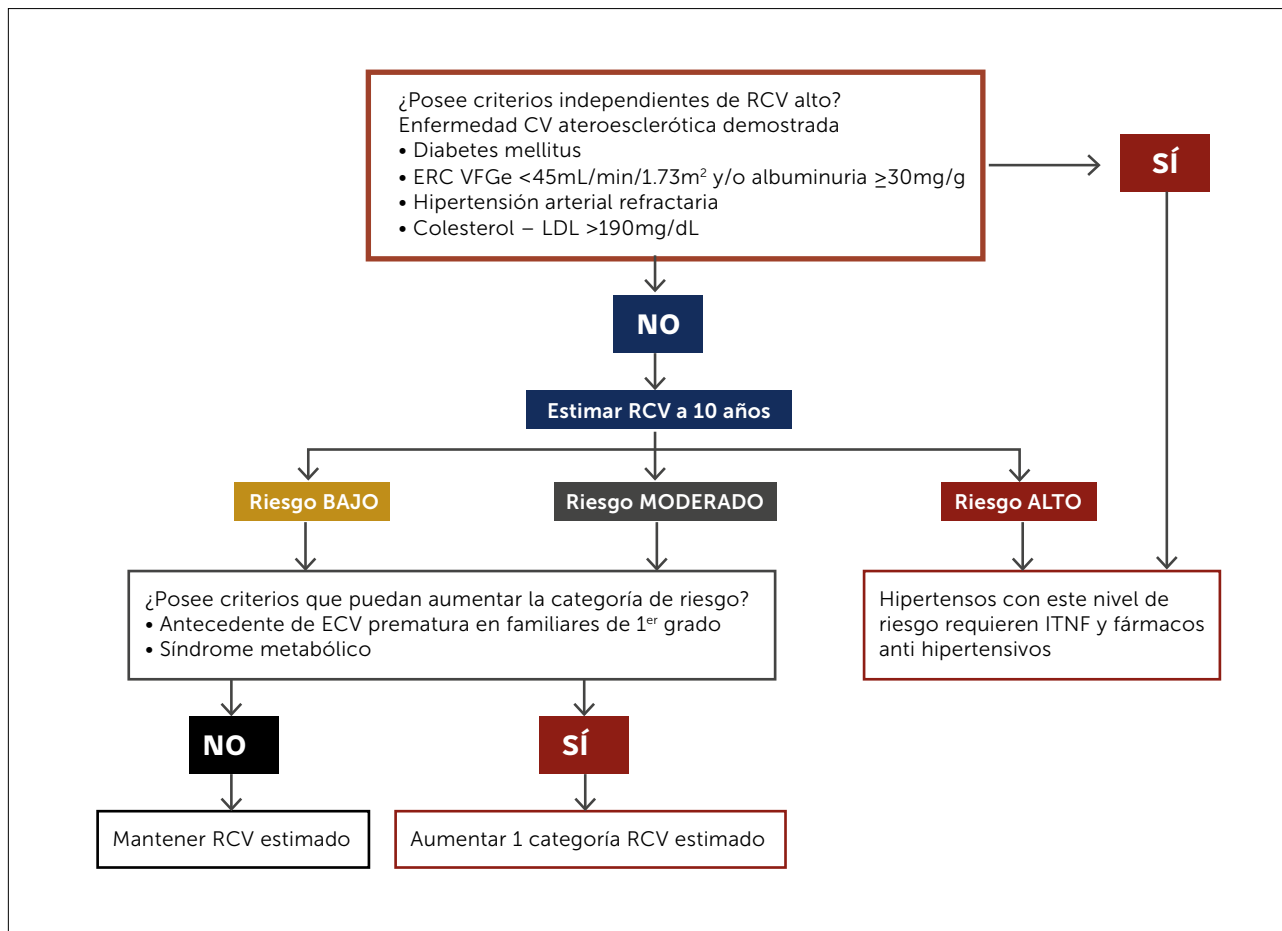 ¿Posee criterios independientes de RCV alto?
Enfermedad CV ateroesclerótica demostrada
• Diabetes mellitus
• ERC VFGe <45mL/min/1.73m² y/o albuminuria ≥30mg/g
• Hipertensión arterial refractaria
• Colesterol – LDL >190mg/dL
SÍ
NO
Estimar RCV a 10 años
Riesgo BAJO
Riesgo MODERADO
Riesgo ALTO
¿Posee criterios que puedan aumentar la categoría de riesgo?
• Antecedente de ECV prematura en familiares de 1er grado
• Síndrome metabólico
Hipertensos con este nivel de
riesgo requieren ITNF y fármacos
anti hipertensivos
NO
SÍ
Mantener RCV estimado
Aumentar 1 categoría RCV estimado